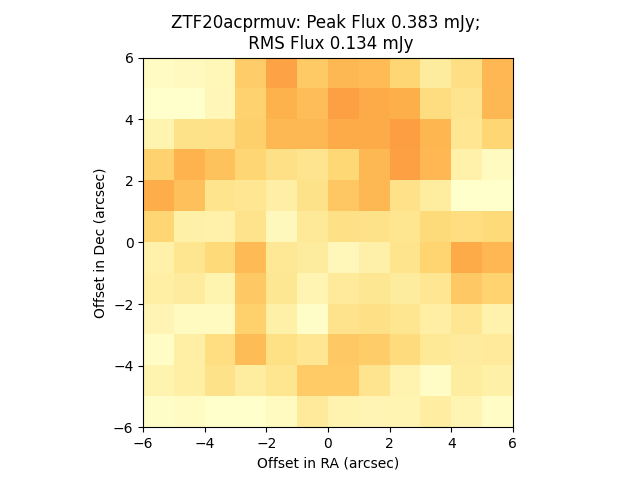 ZTF20acprmuv: Peak Flux 0.383 mJy;
RMS Flux 0.134 mJy
6
4
2
0
−2
−4
−6
Offset in Dec (arcsec)
−6 −4 −2 0 2 4 6
Offset in RA (arcsec)